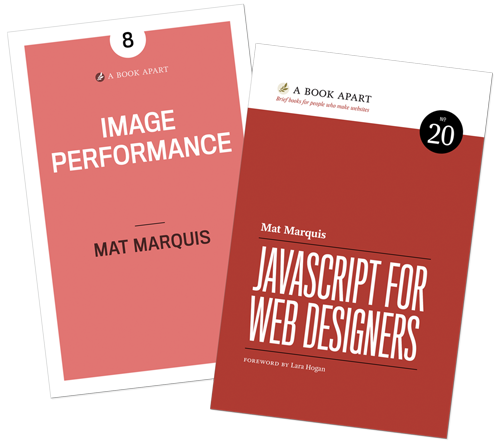 8
A BOOK APART
IMAGE
PERFORMANCE
MAT MARQUIS
A BOOK APART
Brief books for people who make websites
Nº
20
Mat Marquis
JAVASCRIPT FOR
WEB DESIGNERS
FOREWORD BY Lara Hogan